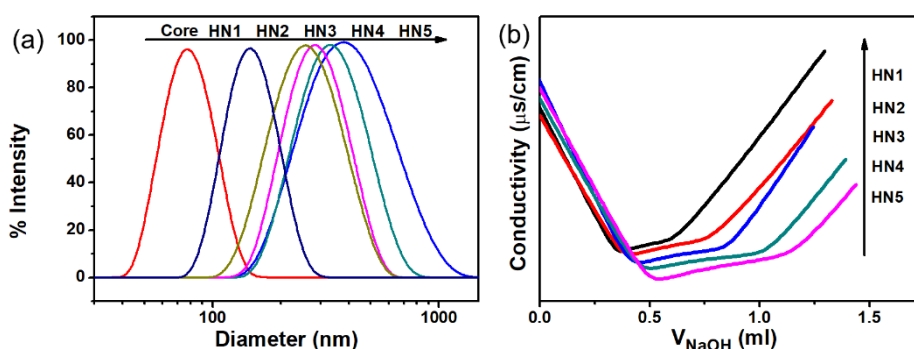 (a)
Core HN1 HN2 HN3 HN4 HN5
100
80
60
40
20
0
% Intensity
100 1000
Diameter (nm)
(b)
HN1
HN2
HN3
HN4
HN5
Conductivity (µs/cm)
0.0 0.5 1.0 1.5
V_NaOH (ml)